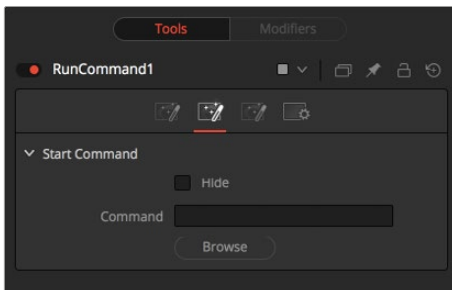 Tools Modifiers
RunCommand1
Start Command
Hide
Command
Browse